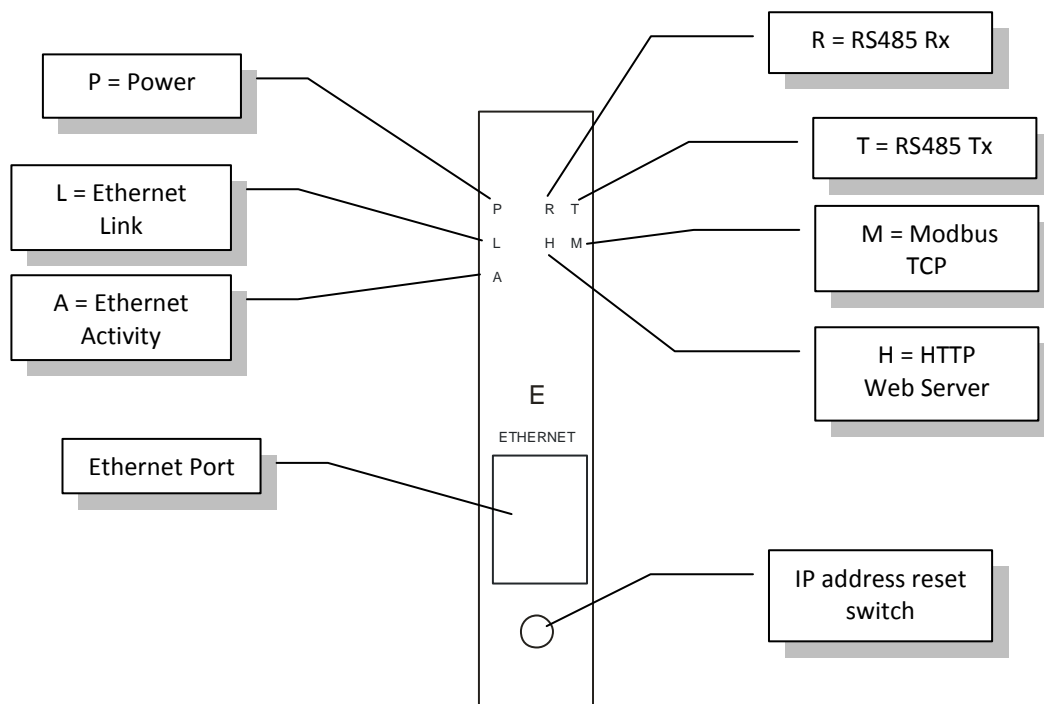 P = Power
L = Ethernet
Link
A = Ethernet
Activity
Ethernet Port
P R T
L H M
A
E
ETHERNET
R = RS485 Rx
T = RS485 Tx
M = Modbus
TCP
H = HTTP
Web Server
IP address reset
switch